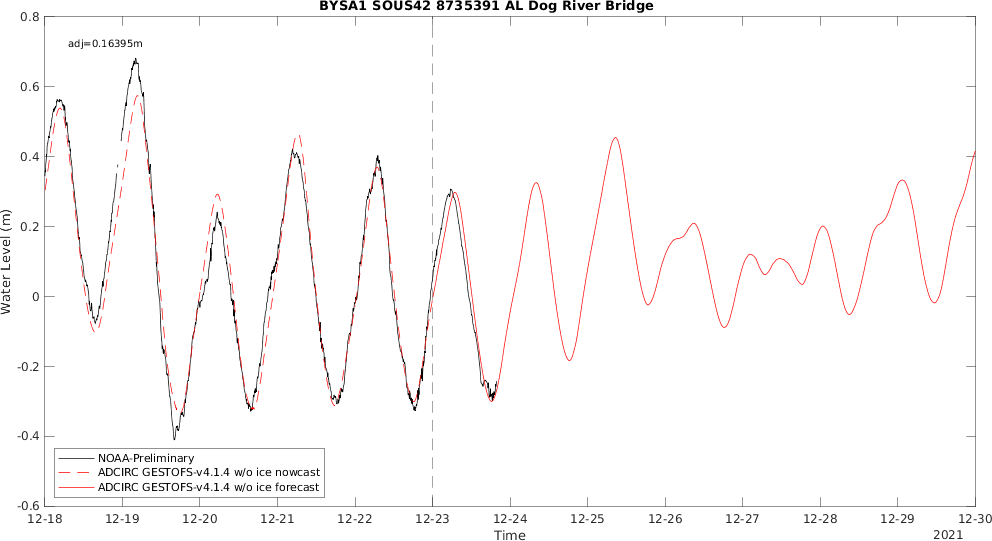 BYSA1 SOUS42 8735391 AL Dog River Bridge
adj=0.16395m
0.8
0.6
0.4
0.2
0
-0.2
-0.4
-0.6
Water Level (m)
NOAA-Preliminary
ADCIRC GESTOFS-v4.1.4 w/o ice nowcast
ADCIRC GESTOFS-v4.1.4 w/o ice forecast
12-18 12-19 12-20 12-21 12-22 12-23 12-24 12-25 12-26 12-27 12-28 12-29 12-30
Time
2021